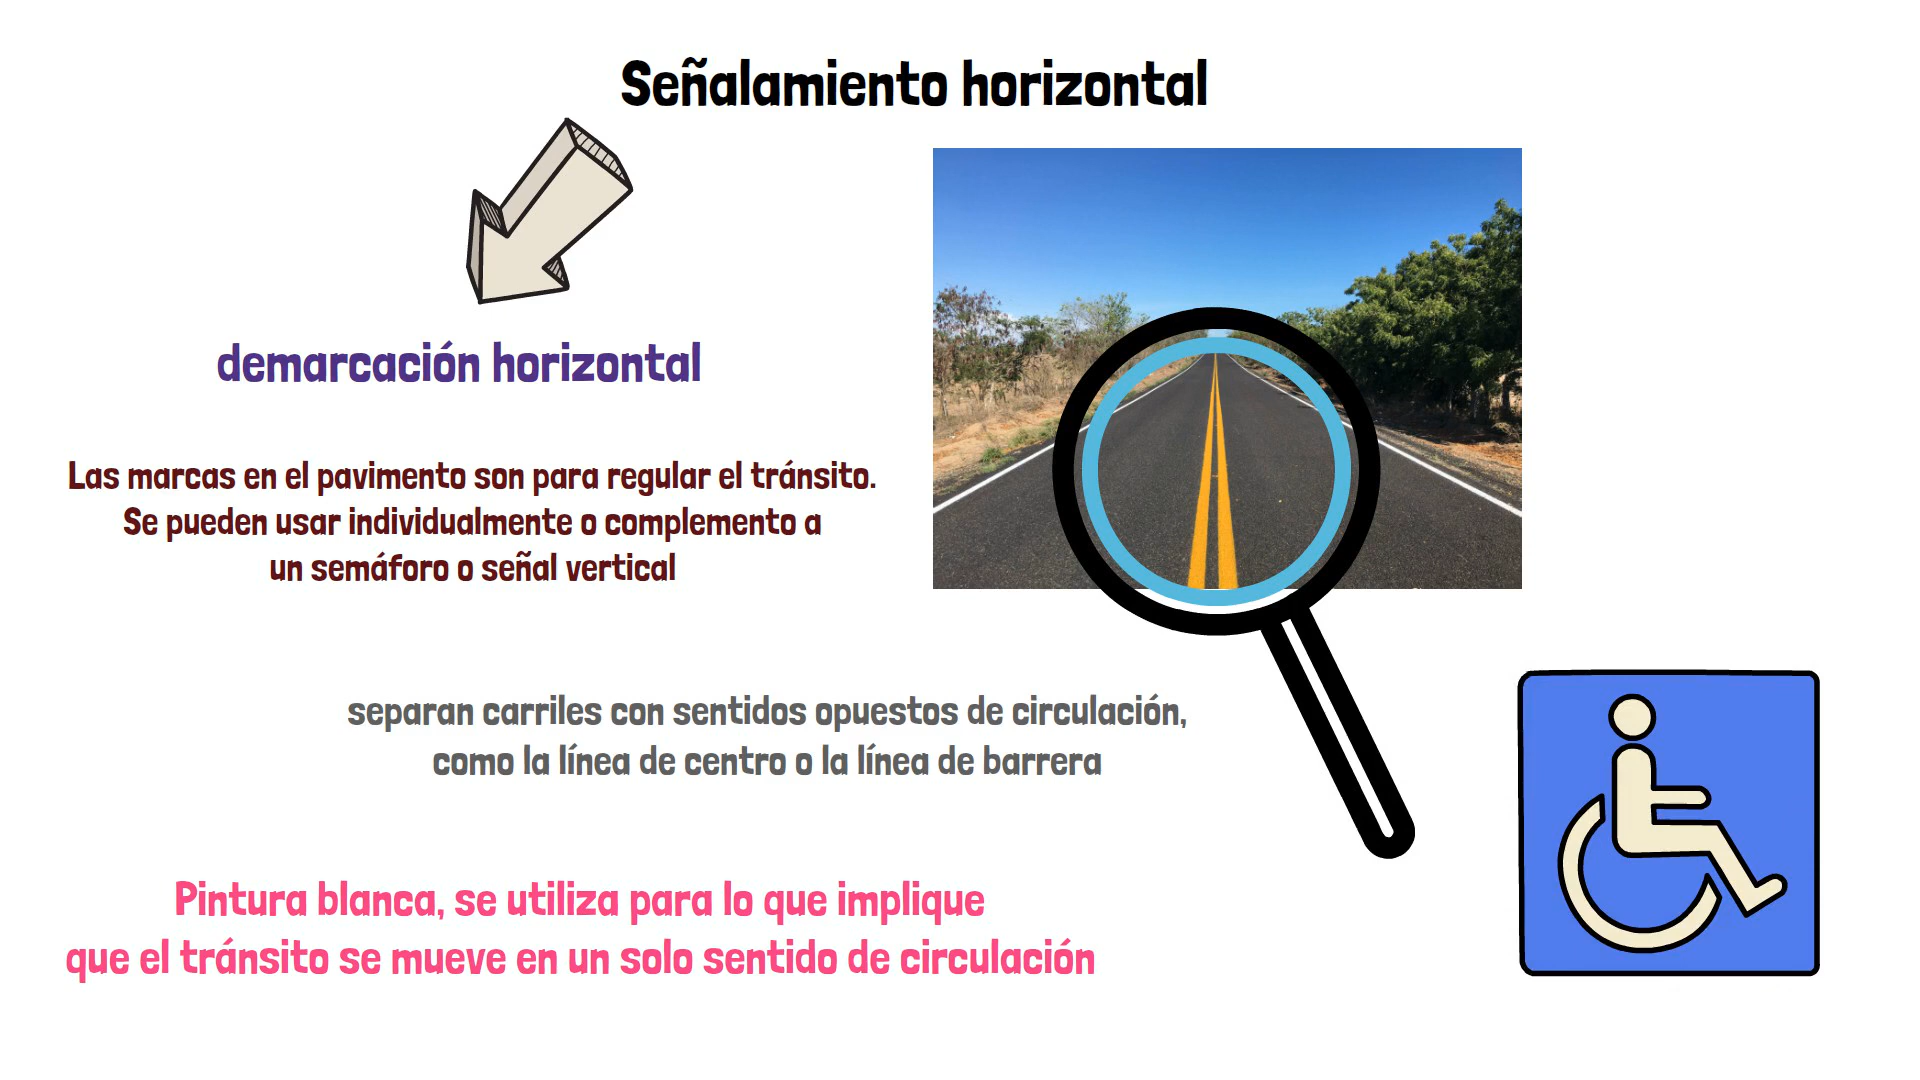 Señalamiento horizontal
demarcación horizontal
Las marcas en el pavimento son para regular el tránsito.
Se pueden usar individualmente o complemento a
un semáforo o señal vertical
separan carriles con sentidos opuestos de circulación,
como la línea de centro o la línea de barrera
Pintura blanca, se utiliza para lo que implique
que el tránsito se mueve en un solo sentido de circulación